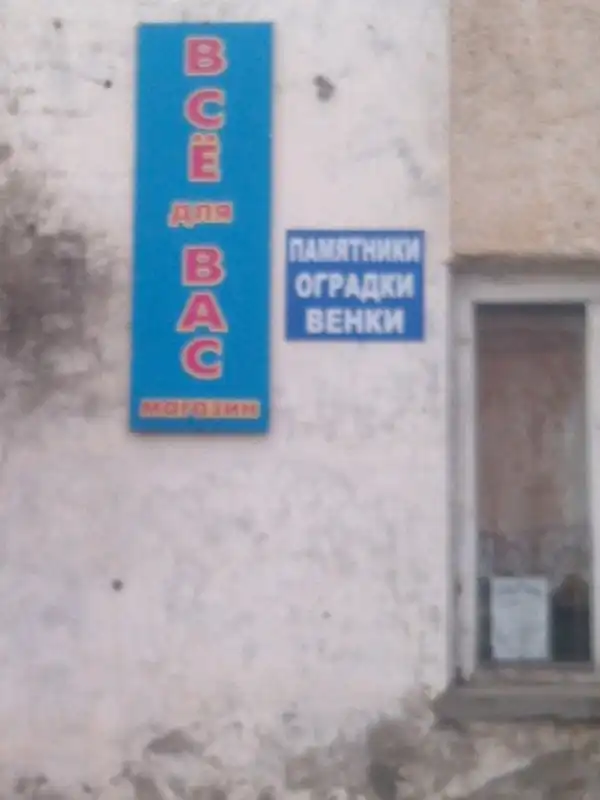 ВСЁ
для
ВАС
магазин
ПАМЯТНИКИ
ОГРАДКИ
ВЕНКИ